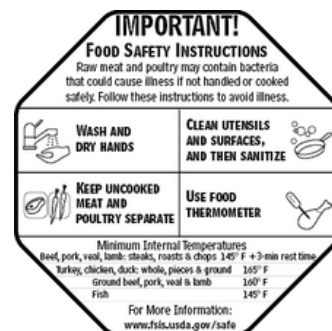 IMPORTANT!
FOOD SAFETY INSTRUCTIONS
Raw meat and poultry may contain bacteria
that could cause illness if not handled or cooked
safely. Follow these instructions to avoid illness.
WASH AND
DRY HANDS
CLEAN UTENSILS
AND SURFACES,
AND THEN SANITIZE
KEEP UNCOOKED
MEAT AND
POULTRY SEPARATE
USE FOOD
THERMOMETER
Minimum Internal Temperatures
Beef, pork, veal, lamb: steaks, roasts & chops 145° F +3-min rest time
Turkey, chicken, duck: whole, pieces & ground 165° F
Ground beef, pork, veal & lamb 160° F
Fish 145° F
For More Information:
www.fsis.usda.gov/safe